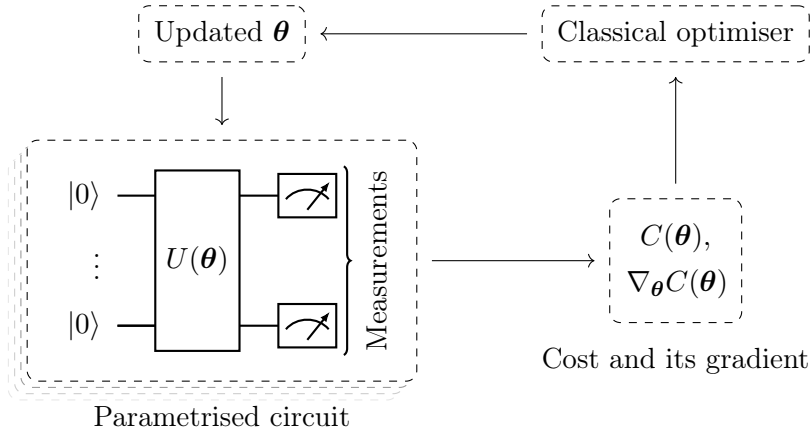 Updated θ
Classical optimiser
|0⟩
⋮
|0⟩
U(θ)
Measurements
C(θ),
∇θC(θ)
Cost and its gradient
Parametrised circuit